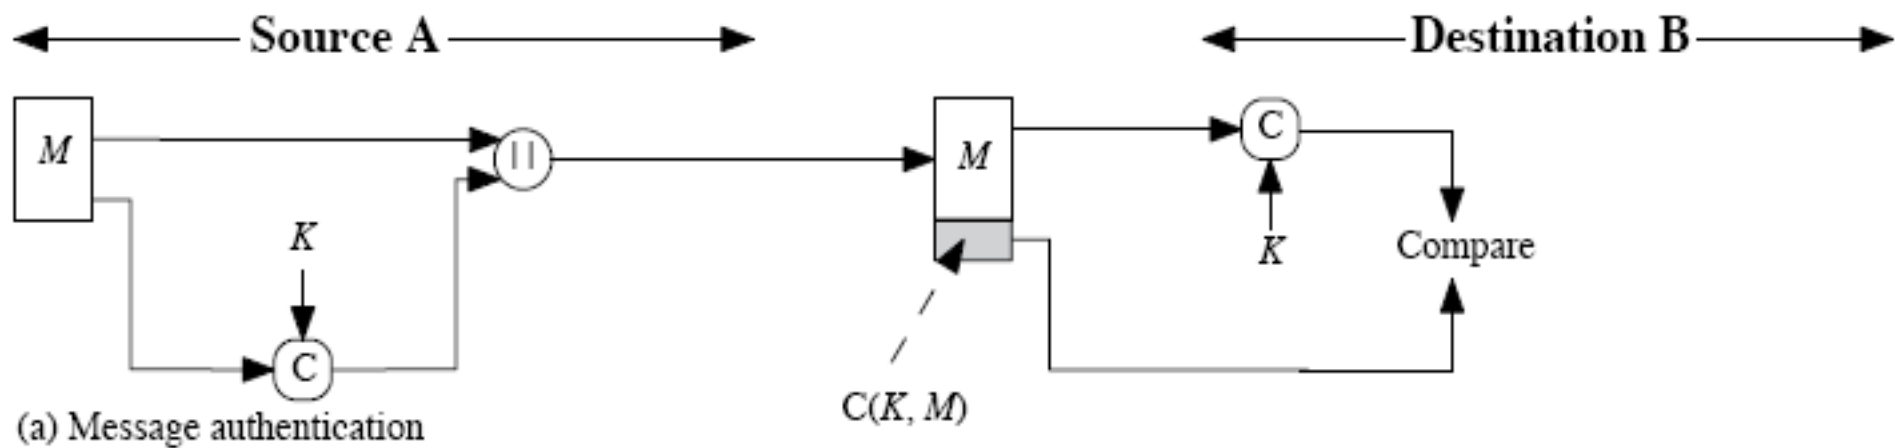 Source A
Destination B
M
||
M
C
K
K
Compare
C
C(K, M)
(a) Message authentication